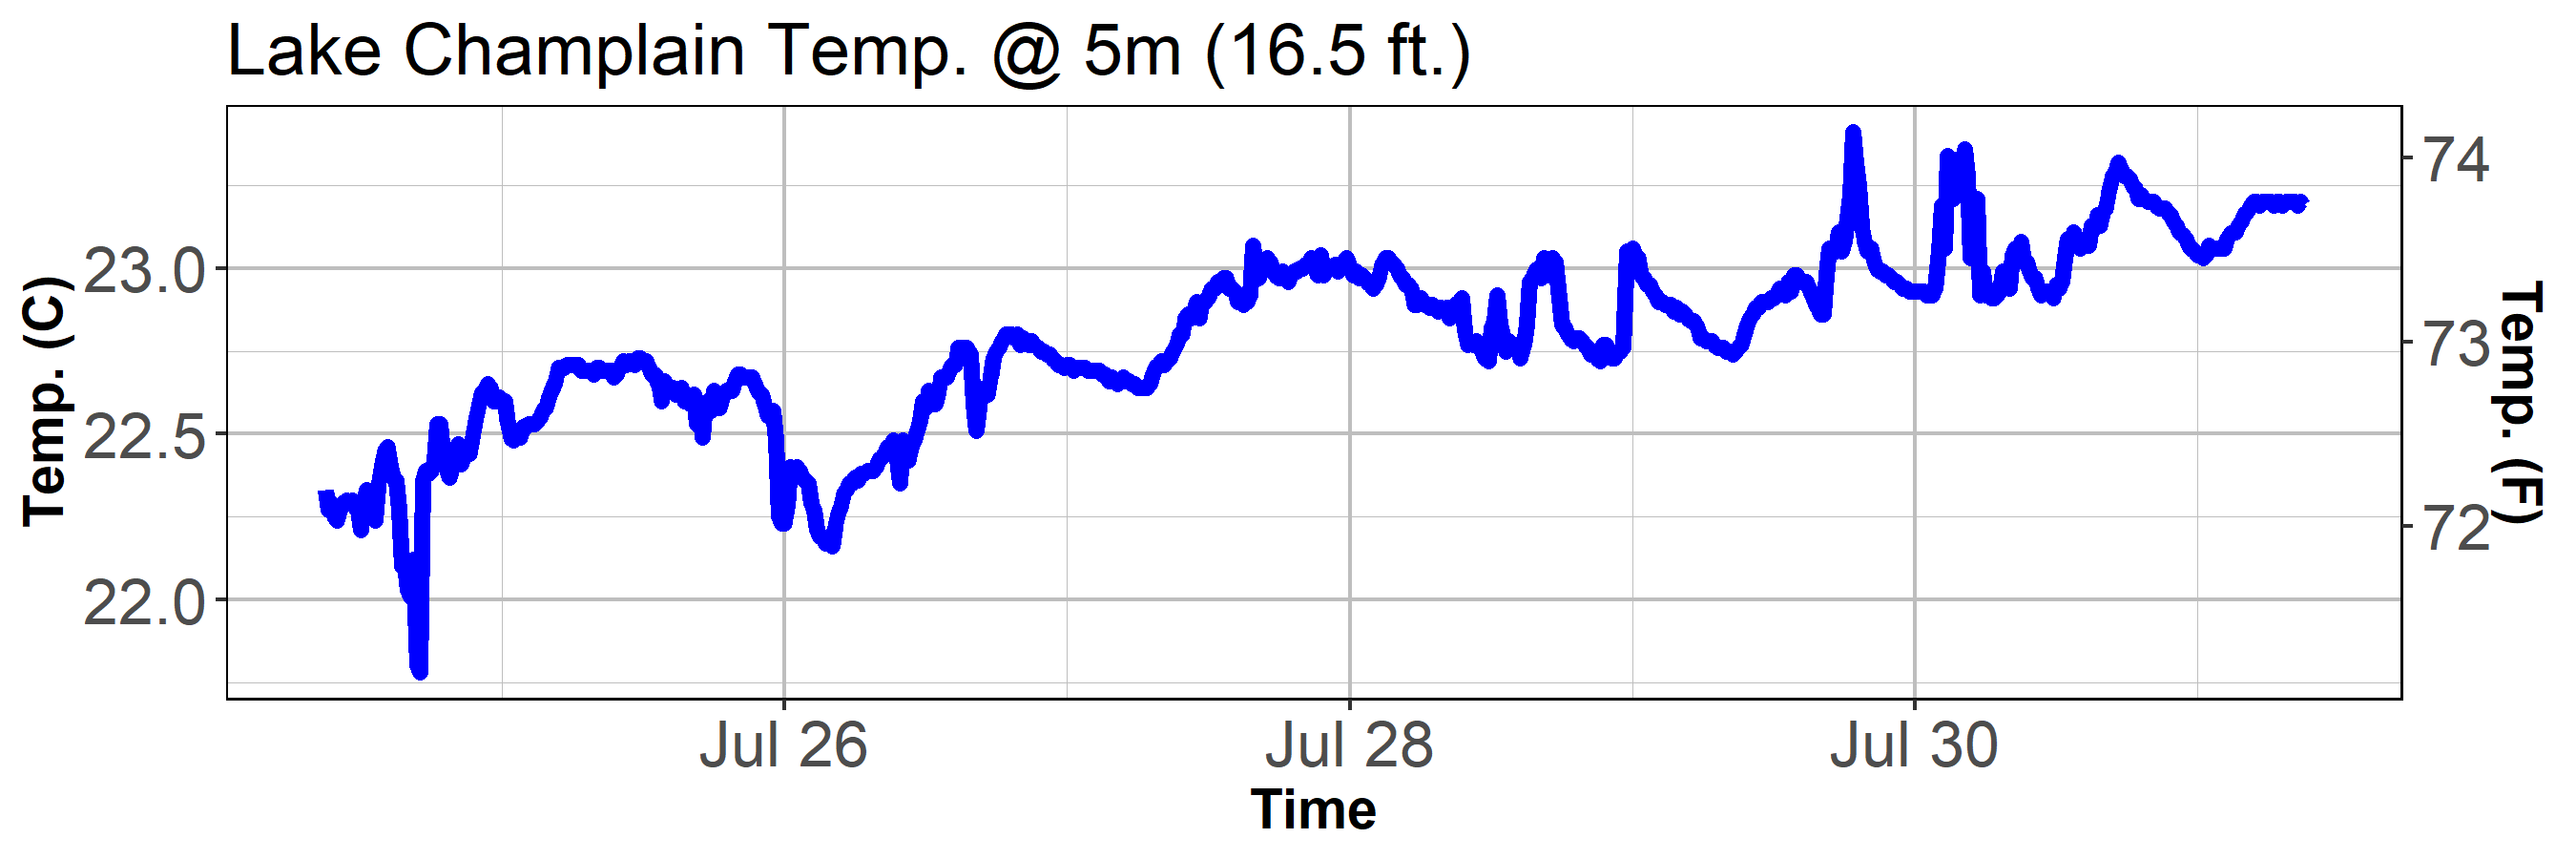 Lake Champlain Temp. @ 5m (16.5 ft.)
Temp. (C)
23.0
22.5
22.0
74
73
72
Temp. (F)
Jul 26
Jul 28
Jul 30
Time